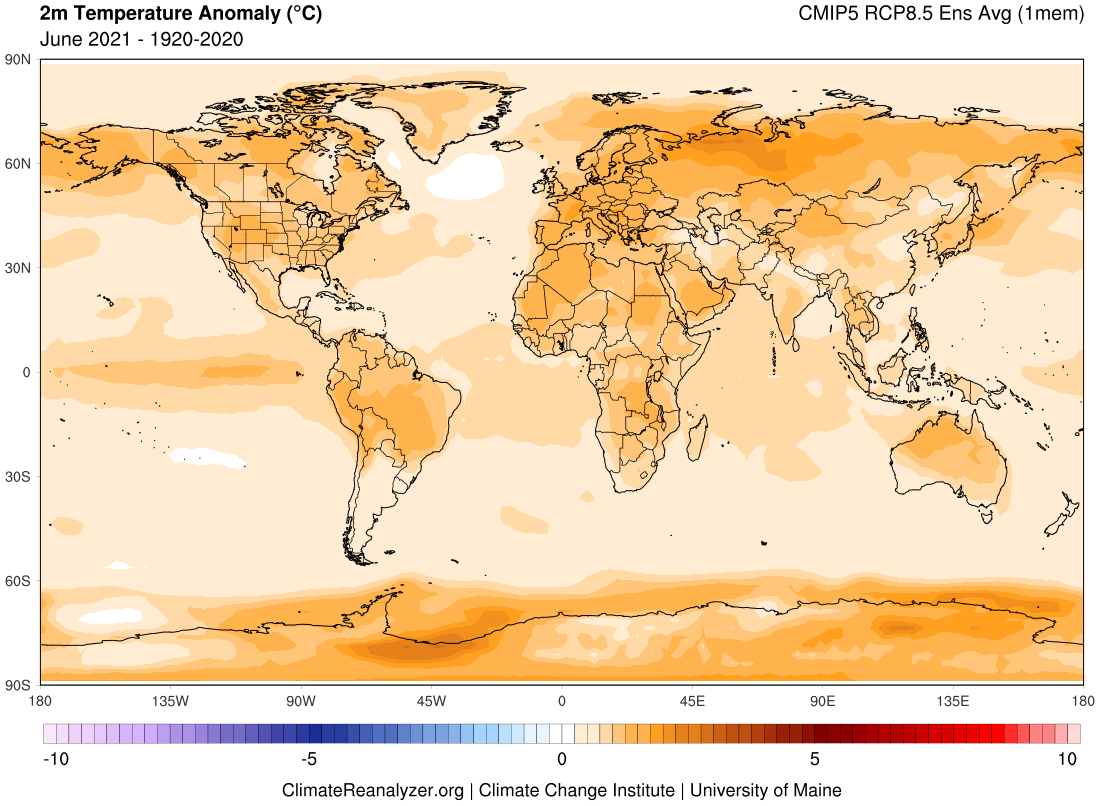 2m Temperature Anomaly (°C)
CMIP5 RCP8.5 Ens Avg (1mem)
June 2021 - 1920-2020
90N
60N
30N
0
30S
60S
90S
180 135W 90W 45W 0 45E 90E 135E 180
-10 -5 0 5 10
ClimateReanalyzer.org | Climate Change Institute | University of Maine